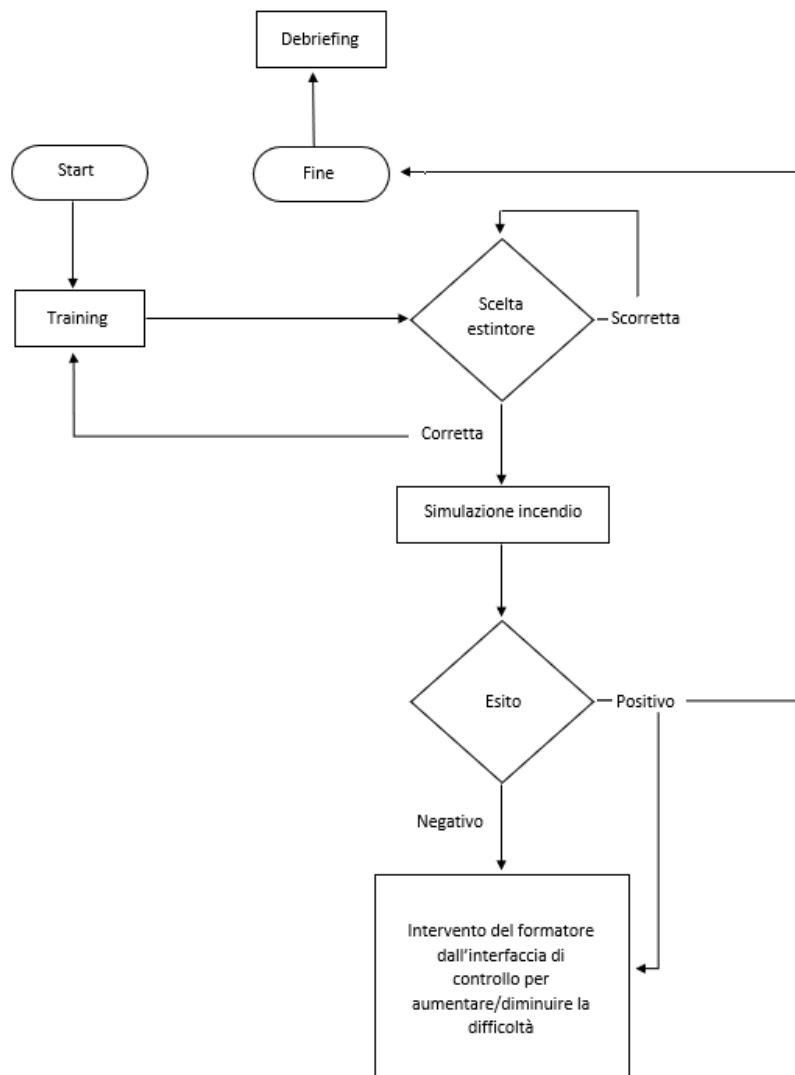 Debriefing
Start
Fine
Training
Scelta
estintore
Scorretta
Corretta
Simulazione incendio
Esito
Positivo
Negativo
Intervento del formatore
dall'interfaccia di
controllo per
aumentare/diminuire la
difficoltà